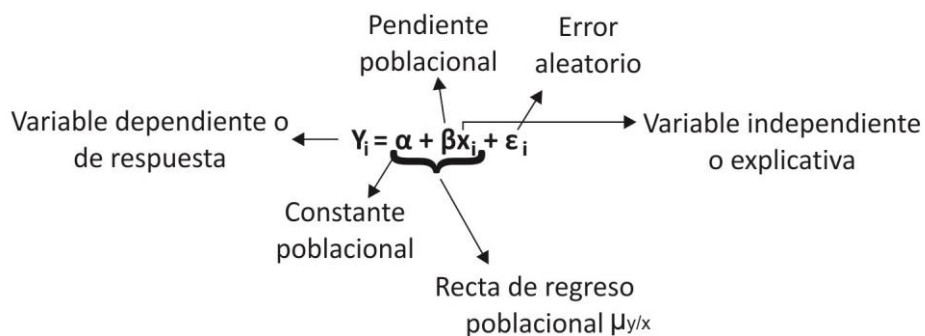 Pendiente
poblacional
Error
aleatorio
Variable dependiente o
de respuesta
Yᵢ = α + βxᵢ + εᵢ
Variable independiente
o explicativa
Constante
poblacional
Recta de regreso
poblacional μy/x